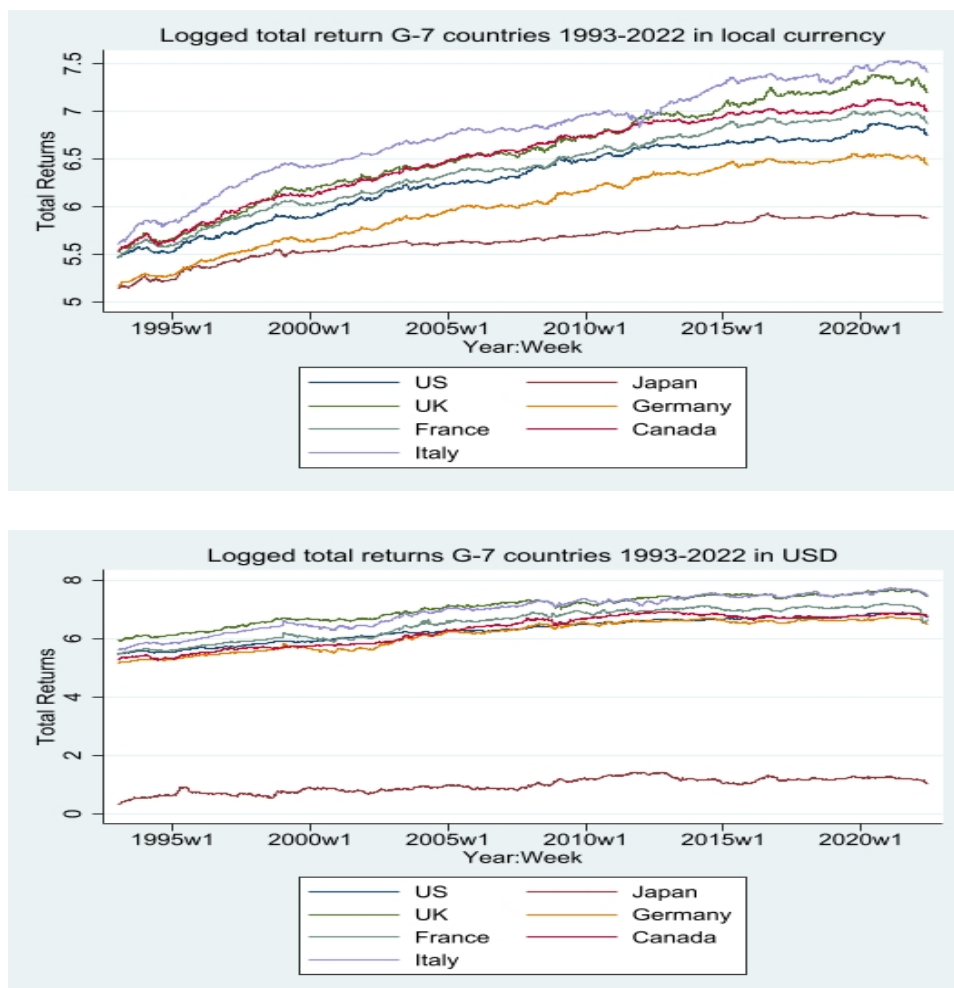 Logged total return G-7 countries 1993-2022 in local currency
Total Returns
7.5
7
6.5
6
5.5
5
1995w1 2000w1 2005w1 2010w1 2015w1 2020w1
Year:Week
US Japan
UK Germany
France Canada
Italy
Logged total returns G-7 countries 1993-2022 in USD
Total Returns
8
6
4
2
0
1995w1 2000w1 2005w1 2010w1 2015w1 2020w1
Year:Week
US Japan
UK Germany
France Canada
Italy